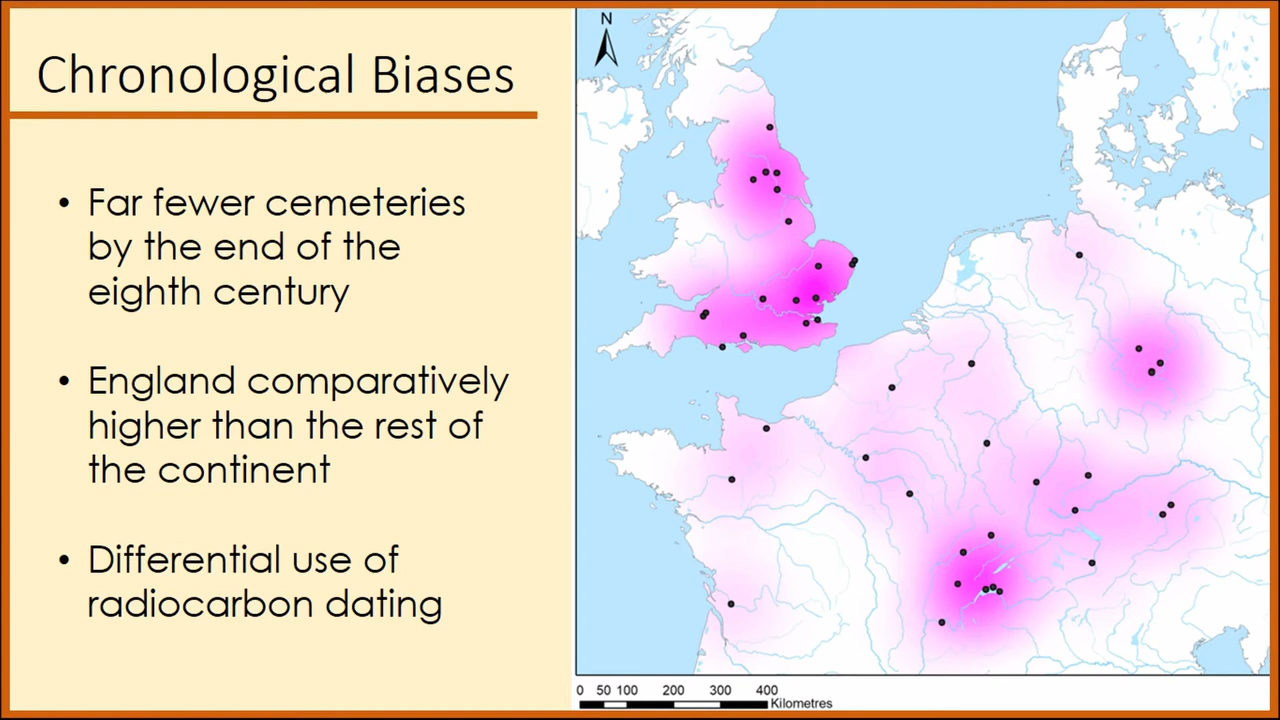 Chronological Biases
• Far fewer cemeteries
by the end of the
eighth century
• England comparatively
higher than the rest of
the continent
• Differential use of
radiocarbon dating
N
0 50 100 200 300 400
Kilometres